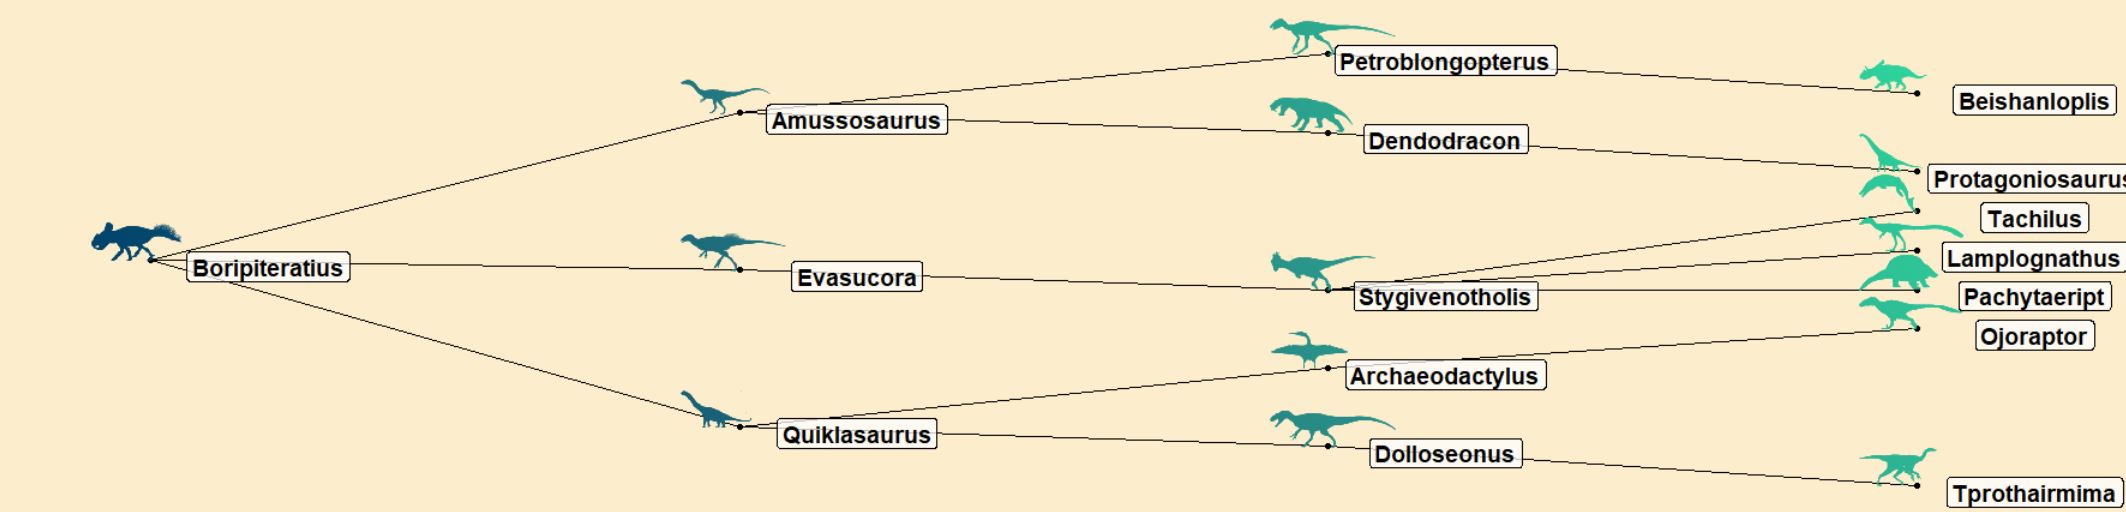 Petroblongopterus
Beishanloplis
Amussosaurus
Dendodracon
Protagoniosaurus
Tachilus
Lamplognathus
Boripiteratius
Evasucora
Stygivenotholis
Pachytaeript
Ojoraptor
Archaeodactylus
Quiklasaurus
Dolloseonus
Tprothairmima